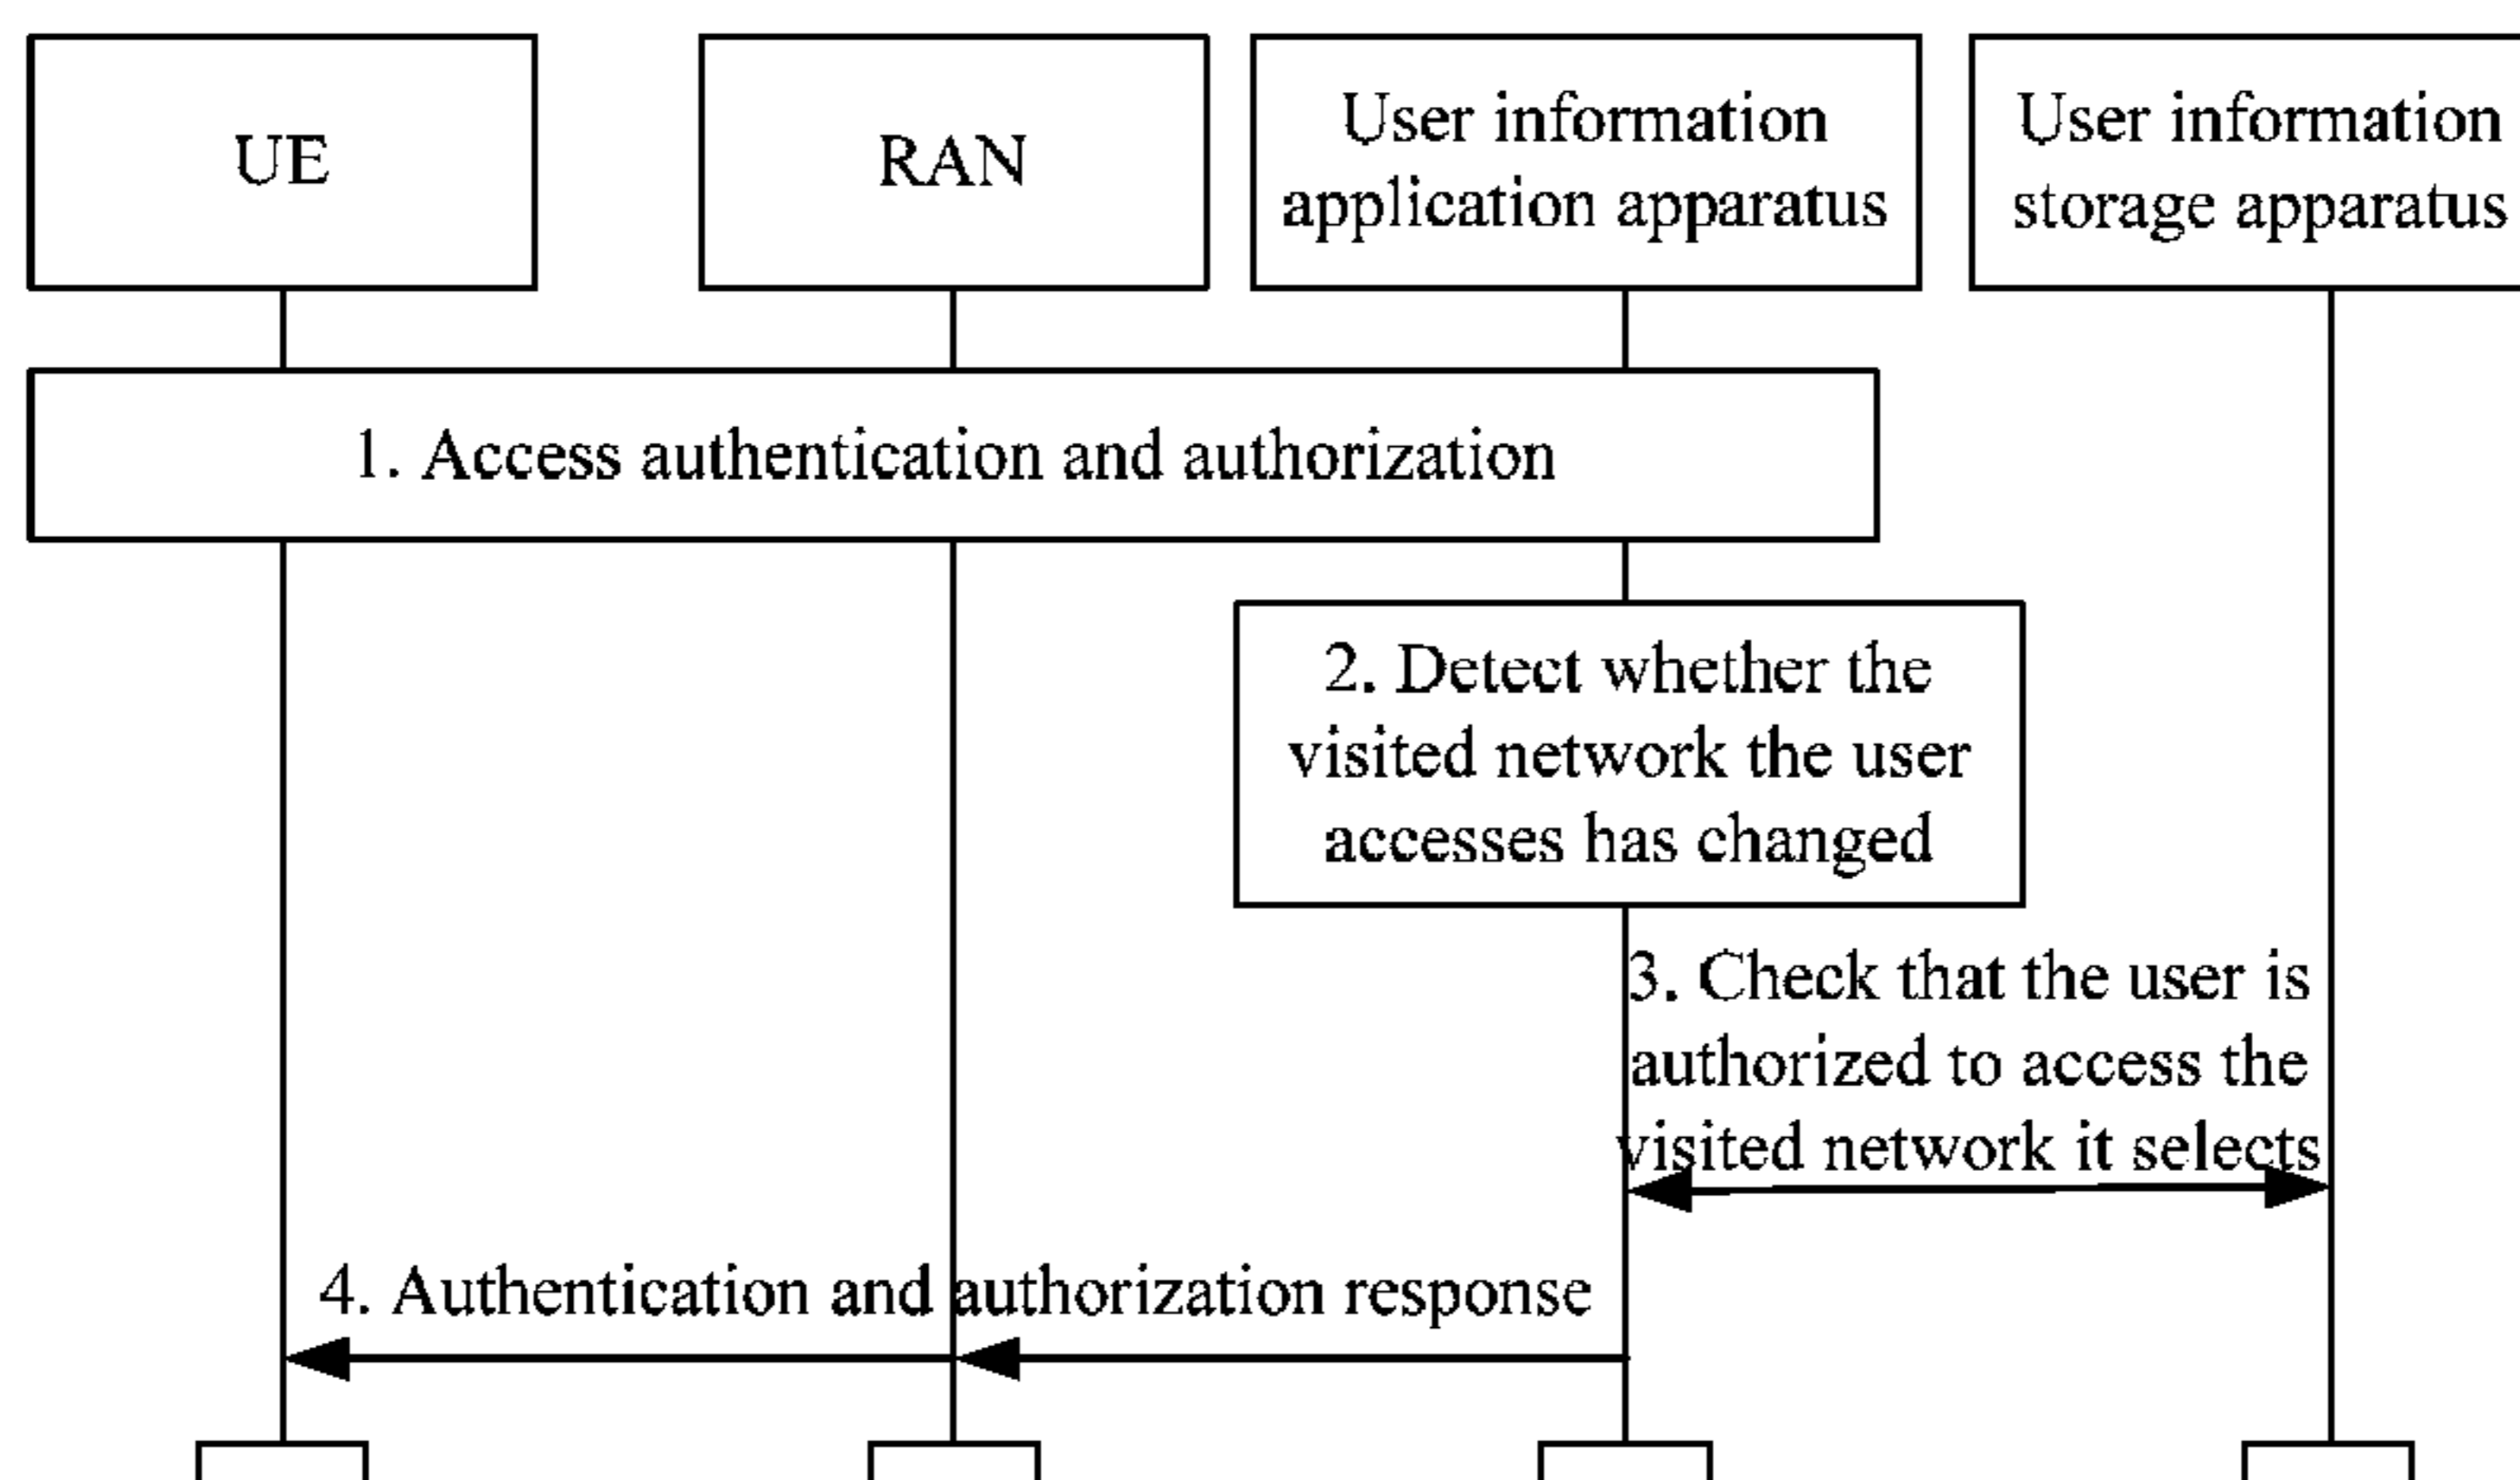 UE
RAN
User information
application apparatus
User information
storage apparatus
1. Access authentication and authorization
2. Detect whether the
visited network the user
accesses has changed
3. Check that the user is
authorized to access the
visited network it selects
4. Authentication and authorization response